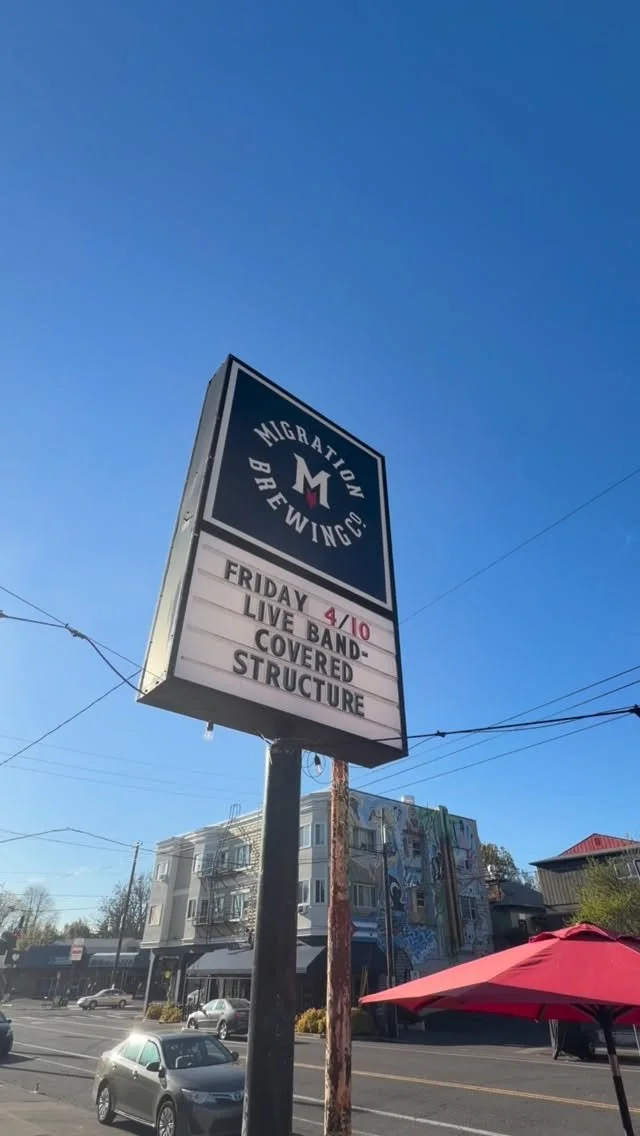 MIGRATION
M
BREWING CO.
FRIDAY 4/10
LIVE BAND-
COVERED
STRUCTURE